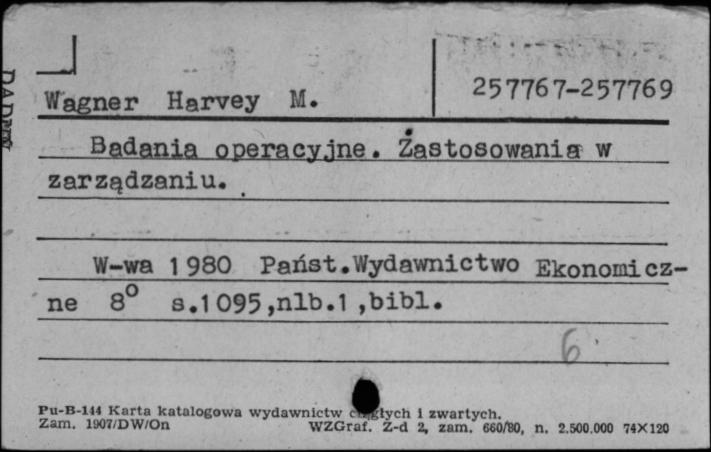 Wagner Harvey M.
257767-257769
Badania operacyjne. Zastosowania w
zarządzaniu.
W-wa 1980 Państ.Wydawnictwo Ekonomicz-
ne 8° s.1095,nlb.1,bibl.
6
Pu-B-144 Karta katalogowa wydawnictw ciągłych i zwartych.
Zam. 1907/DW/On WZGraf. Z-d 2, zam. 660/80, n. 2.500.000 74X120